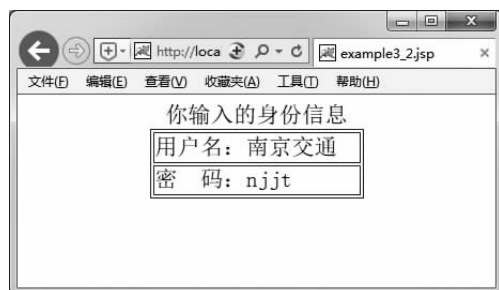 http://loca
example3_2.jsp
文件(F) 编辑(E) 查看(V) 收藏夹(A) 工具(T) 帮助(H)
你输入的身份信息
用户名：南京交通
密　码：njjt